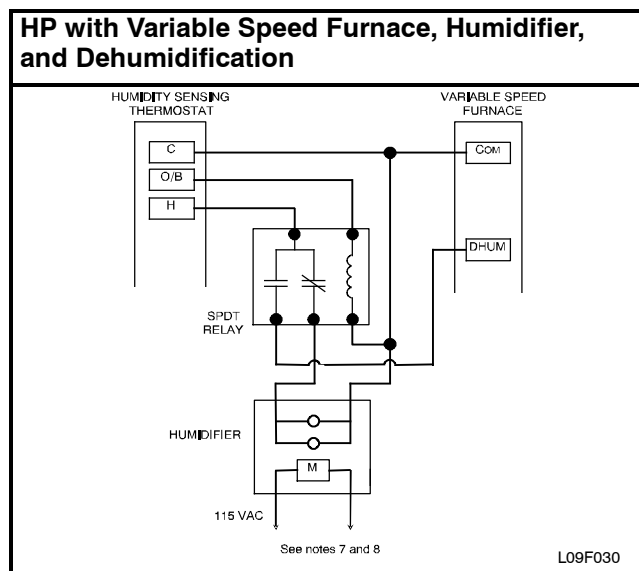 HP with Variable Speed Furnace, Humidifier,
and Dehumidification
HUMIDITY SENSING
THERMOSTAT
VARIABLE SPEED
FURNACE
C
COM
O/B
H
DHUM
SPDT
RELAY
HUMIDIFIER
M
115 VAC
See notes 7 and 8
L09F030